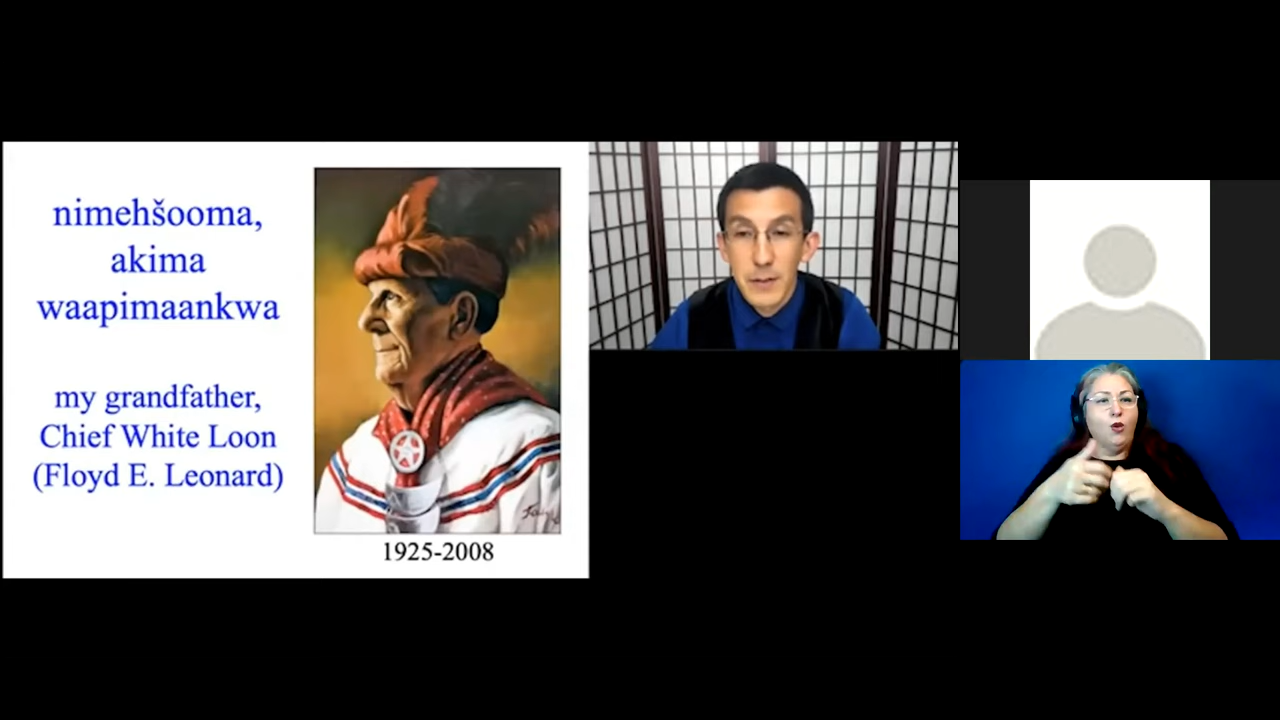 nimehšooma,
akima
waapimaankwa
my grandfather,
Chief White Loon
(Floyd E. Leonard)
1925-2008